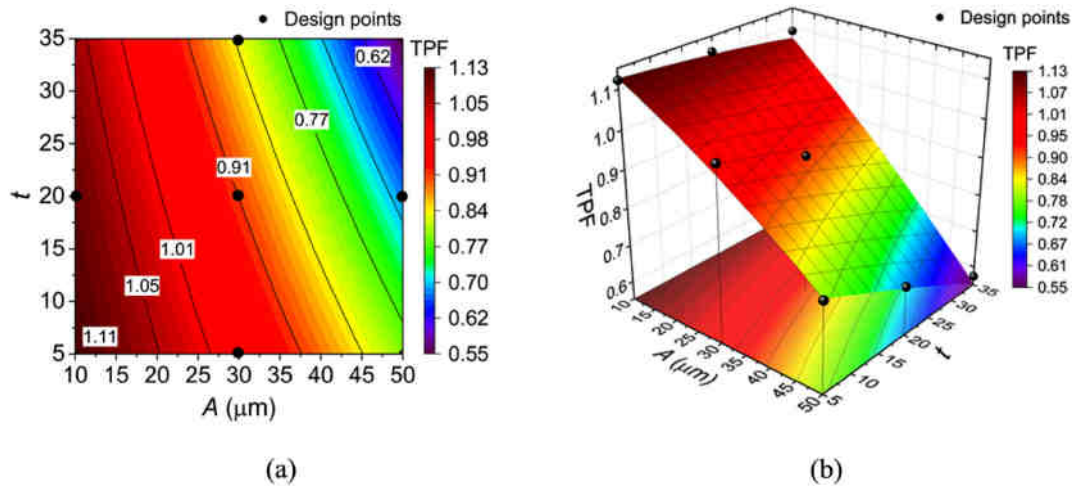 ● Design points
TPF
35
30
25
20
15
10
5
t
10 15 20 25 30 35 40 45 50
A (μm)
0.62
0.77
0.91
1.01
1.05
1.11
1.13
1.05
0.98
0.91
0.84
0.77
0.70
0.62
0.55
(a)
● Design points
TPF
1.13
1.11
1.05
1.00
0.95
0.90
0.84
0.78
0.73
0.67
0.61
0.55
TPF
1.1
1.0
0.9
0.8
0.7
0.6
10 15 20 25 30 35 40 45 50
A (μm)
5 10 15 20 25 30 35
t
(b)